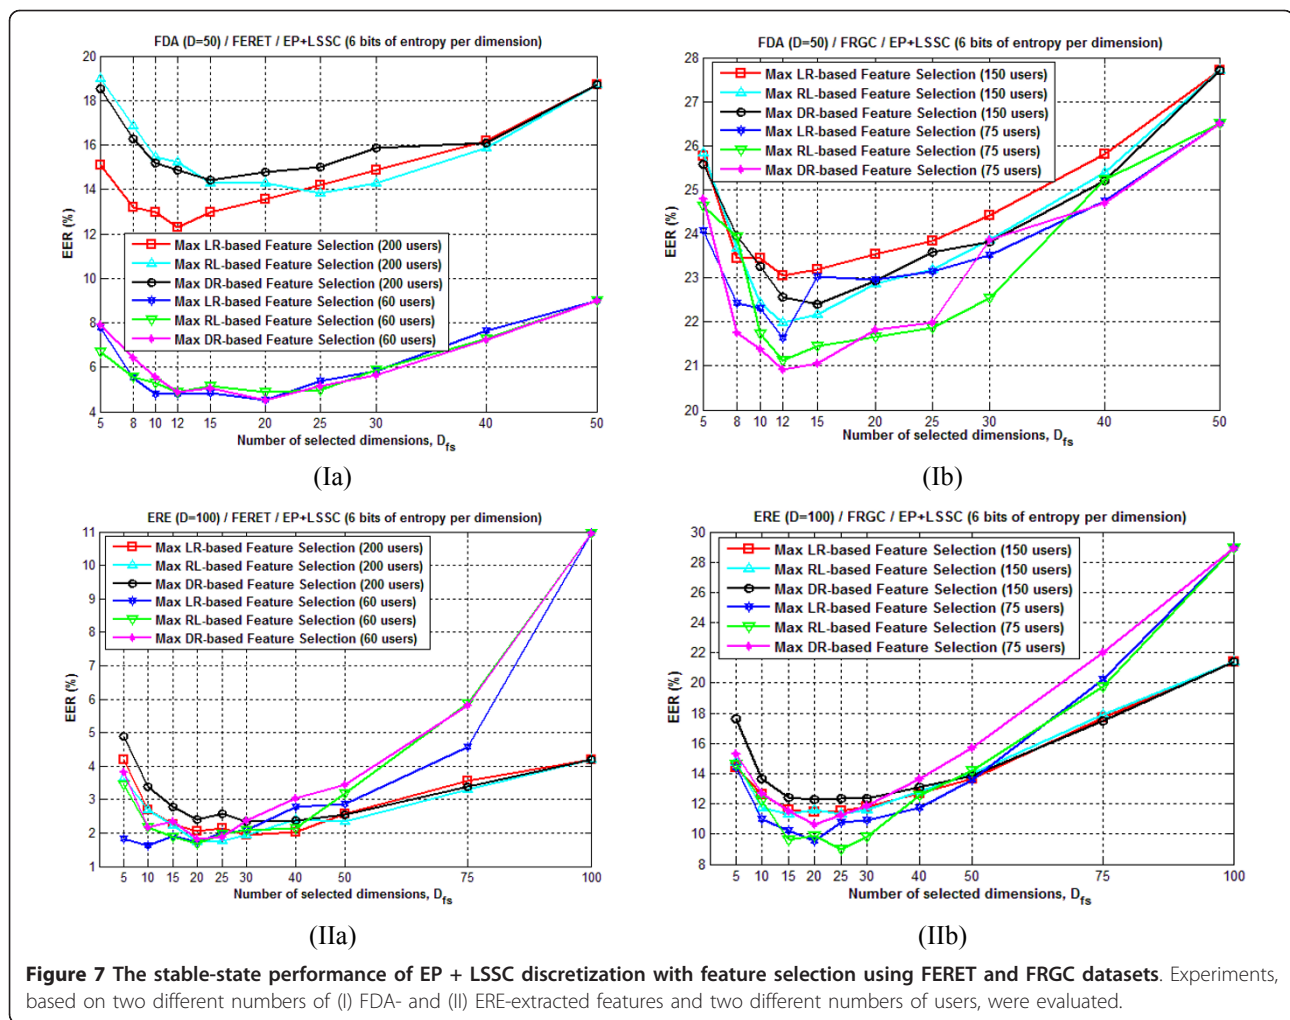 FDA (D=50) / FERET / EP+LSSC (6 bits of entropy per dimension)
20
18
16
14
12
10
8
6
4
EER (%)
Max LR-based Feature Selection (200 users)
Max RL-based Feature Selection (200 users)
Max DR-based Feature Selection (200 users)
Max LR-based Feature Selection (60 users)
Max RL-based Feature Selection (60 users)
Max DR-based Feature Selection (60 users)
5 8 10 12 15 20 25 30 40 50
Number of selected dimensions, D_fs
(Ia)
FDA (D=50) / FRGC / EP+LSSC (6 bits of entropy per dimension)
28
27
26
25
24
23
22
21
20
EER (%)
Max LR-based Feature Selection (150 users)
Max RL-based Feature Selection (150 users)
Max DR-based Feature Selection (150 users)
Max LR-based Feature Selection (75 users)
Max RL-based Feature Selection (75 users)
Max DR-based Feature Selection (75 users)
5 8 10 12 15 20 25 30 40 50
Number of selected dimensions, D_fs
(Ib)
ERE (D=100) / FERET / EP+LSSC (6 bits of entropy per dimension)
11
10
9
8
7
6
5
4
3
2
1
EER (%)
Max LR-based Feature Selection (200 users)
Max RL-based Feature Selection (200 users)
Max DR-based Feature Selection (200 users)
Max LR-based Feature Selection (60 users)
Max RL-based Feature Selection (60 users)
Max DR-based Feature Selection (60 users)
5 10 15 20 25 30 40 50 75 100
Number of selected dimensions, D_fs
(IIa)
ERE (D=100) / FRGC / EP+LSSC (6 bits of entropy per dimension)
30
28
26
24
22
20
18
16
14
12
10
8
EER (%)
Max LR-based Feature Selection (150 users)
Max RL-based Feature Selection (150 users)
Max DR-based Feature Selection (150 users)
Max LR-based Feature Selection (75 users)
Max RL-based Feature Selection (75 users)
Max DR-based Feature Selection (75 users)
5 10 15 20 25 30 40 50 75 100
Number of selected dimensions, D_fs
(IIb)
Figure 7 The stable-state performance of EP + LSSC discretization with feature selection using FERET and FRGC datasets. Experiments,
based on two different numbers of (I) FDA- and (II) ERE-extracted features and two different numbers of users, were evaluated.